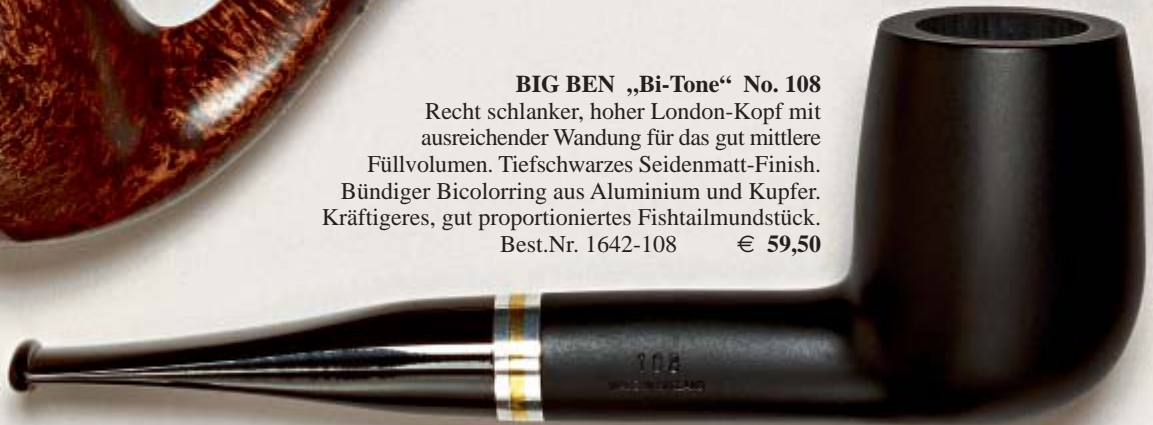 BIG BEN „Bi-Tone“ No. 108
Recht schlanker, hoher London-Kopf mit
ausreichender Wandung für das gut mittlere
Füllvolumen. Tiefschwarzes Seidenmatt-Finish.
Bündiger Bicolorring aus Aluminium und Kupfer.
Kräftigeres, gut proportioniertes Fishtailmundstück.
Best.Nr. 1642-108 € 59,50
108